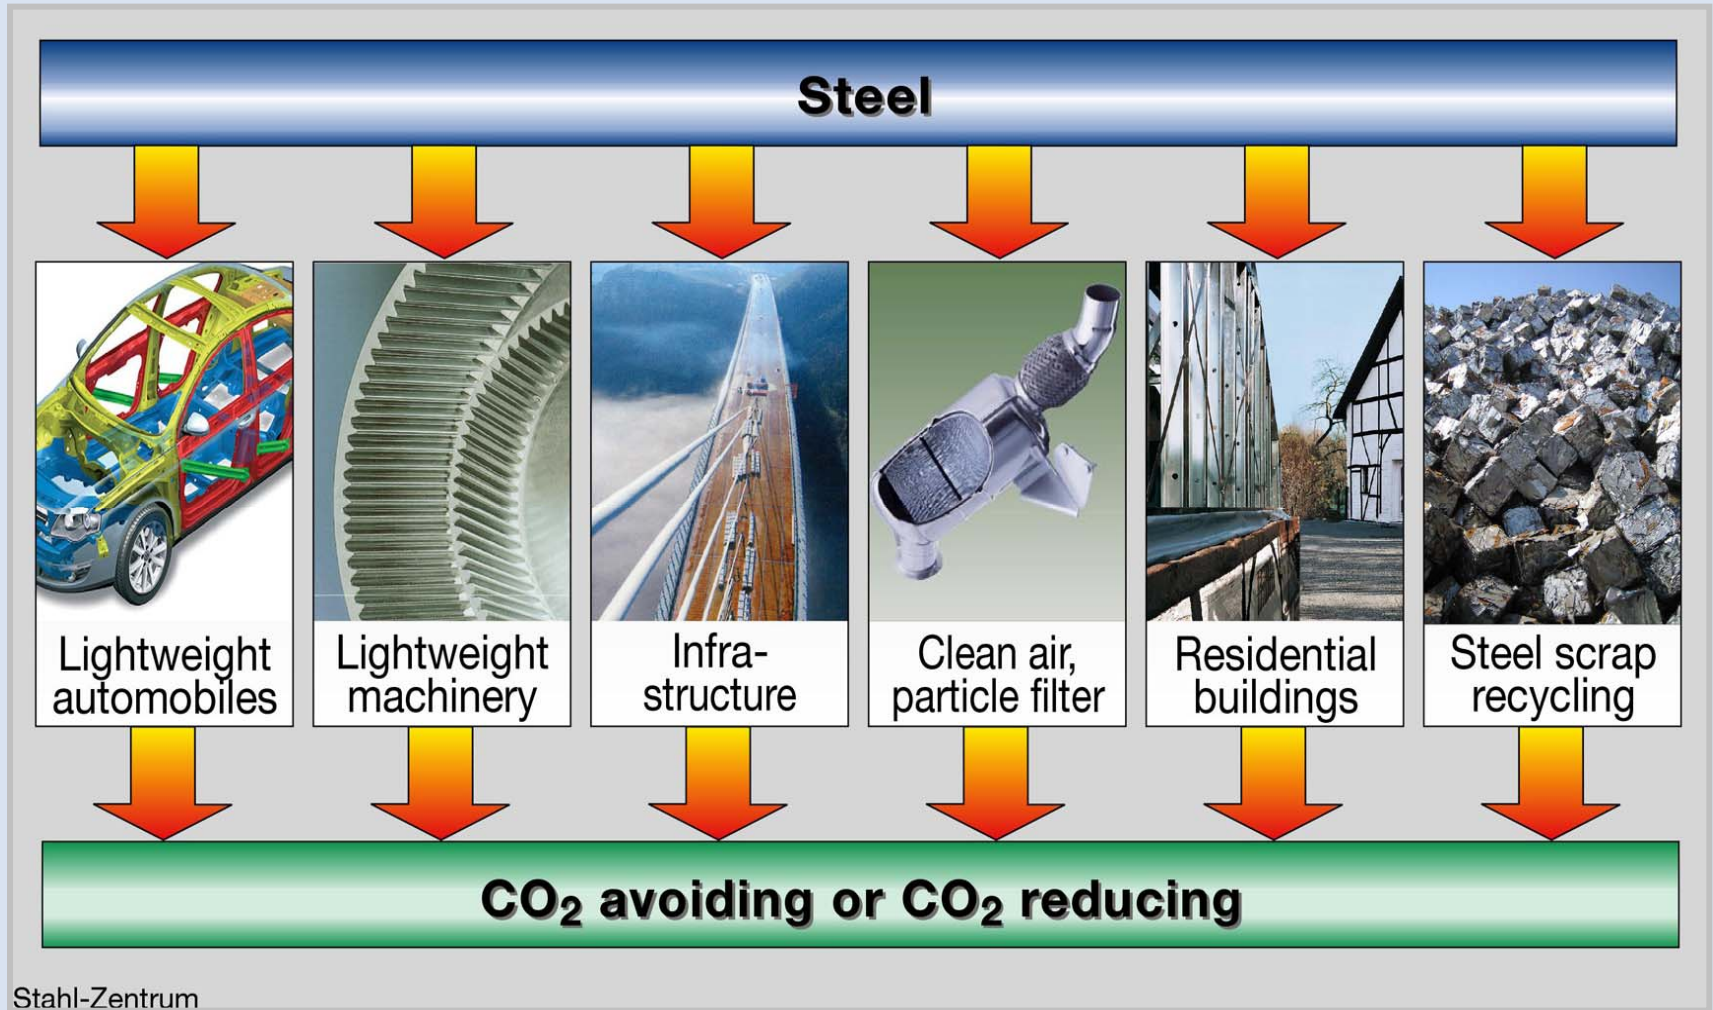 Steel
Lightweight
automobiles
Lightweight
machinery
Infra-
structure
Clean air,
particle filter
Residential
buildings
Steel scrap
recycling
CO₂ avoiding or CO₂ reducing
Stahl-Zentrum